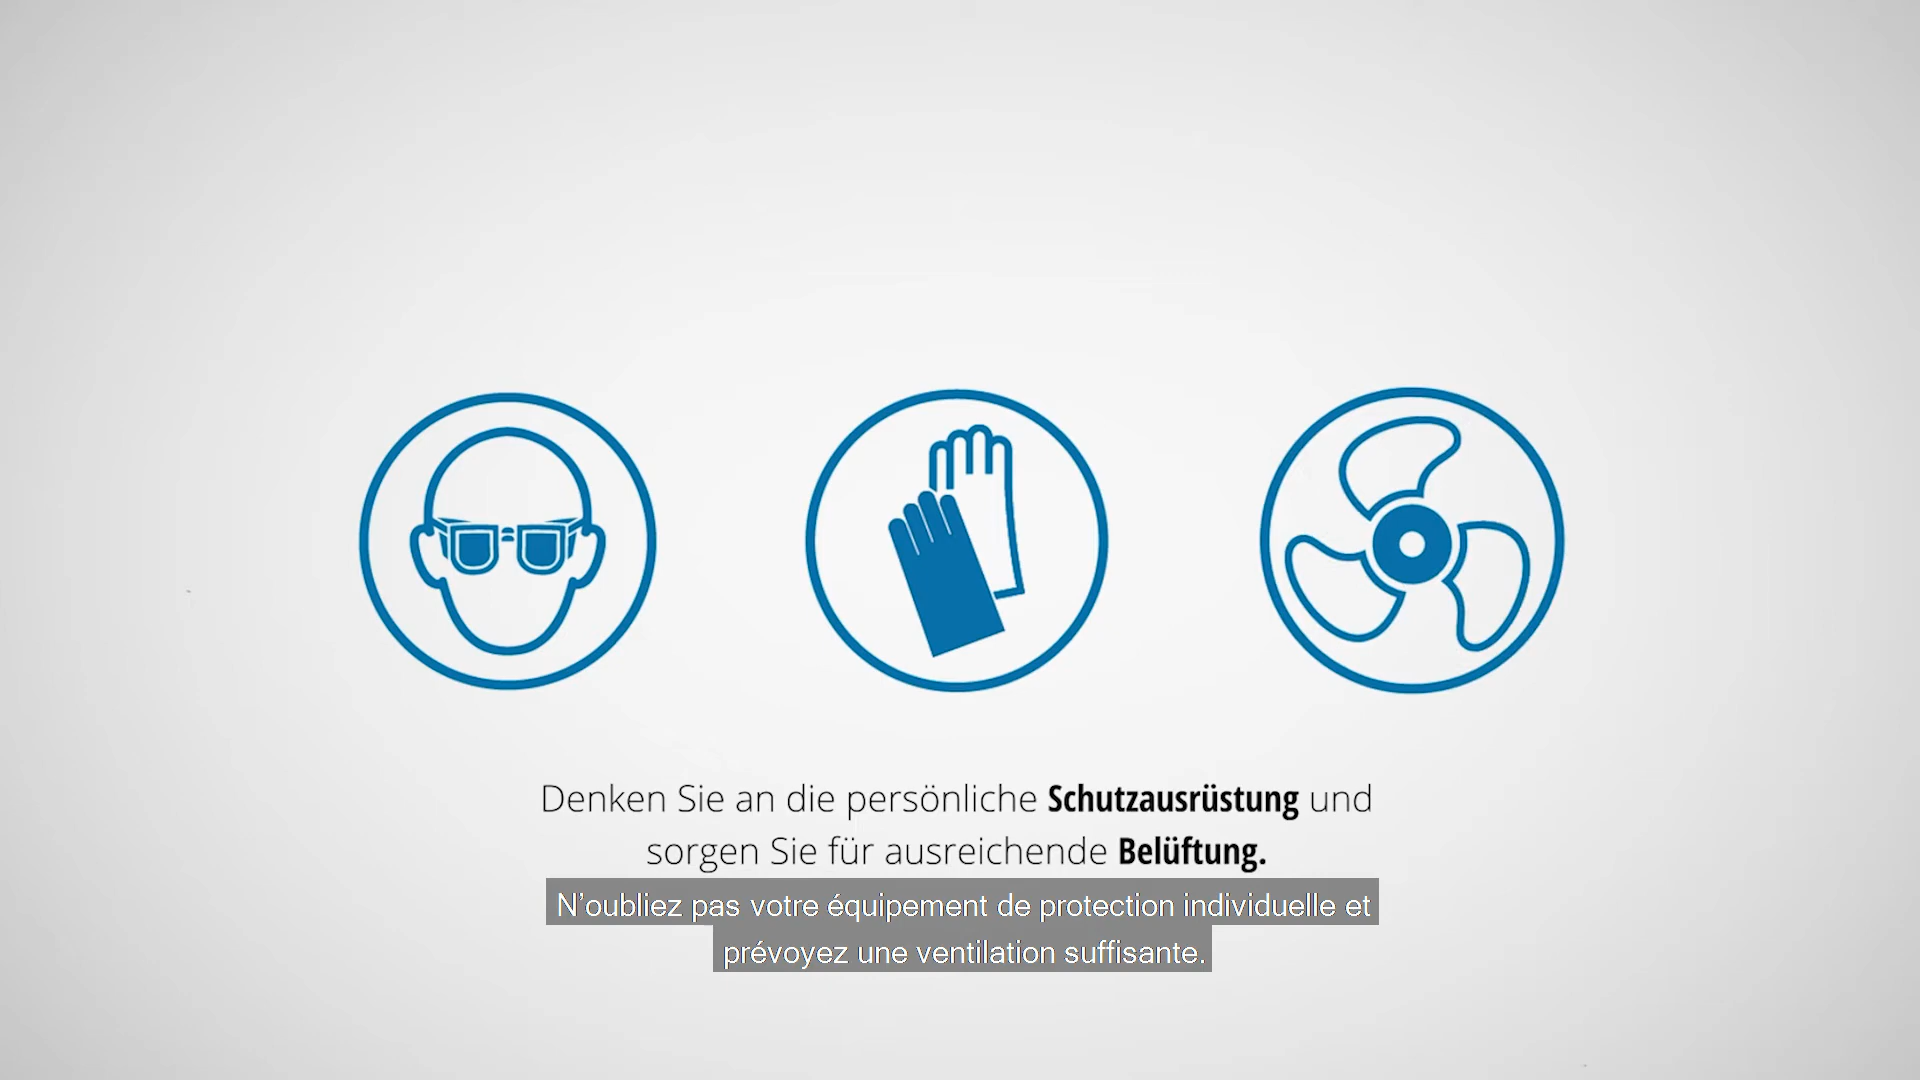 Denken Sie an die persönliche Schutzausrüstung und
sorgen Sie für ausreichende Belüftung.
N’oubliez pas votre équipement de protection individuelle et
prévoyez une ventilation suffisante.